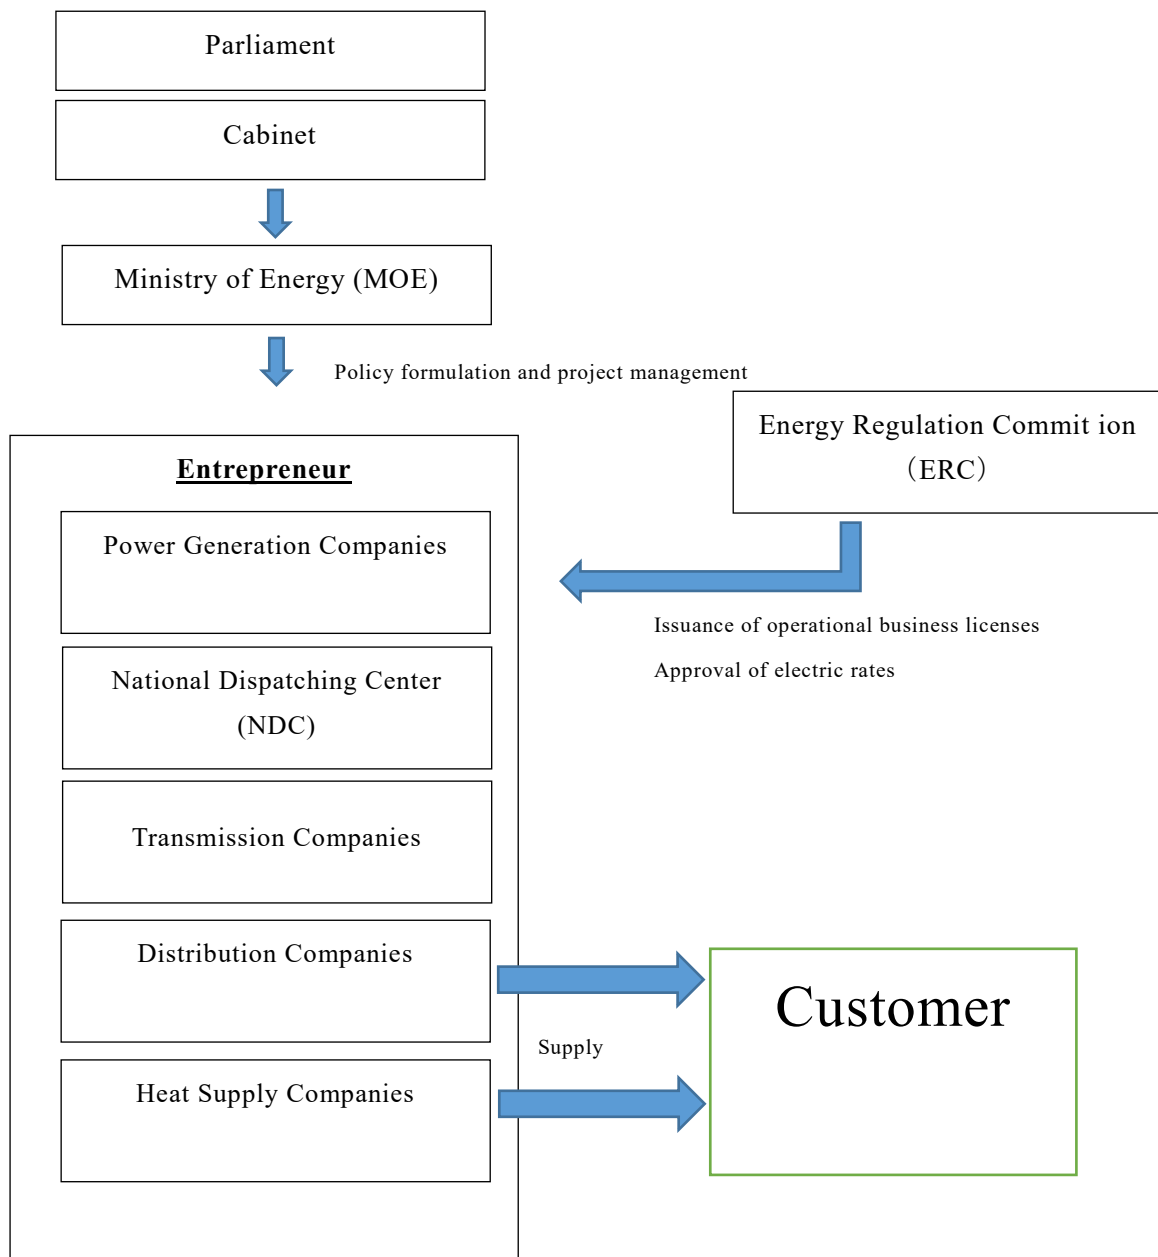 Parliament
Cabinet
Ministry of Energy (MOE)
Policy formulation and project management
Energy Regulation Commit ion
（ERC）
Entrepreneur
Power Generation Companies
Issuance of operational business licenses
Approval of electric rates
National Dispatching Center
(NDC)
Transmission Companies
Distribution Companies
Customer
Supply
Heat Supply Companies